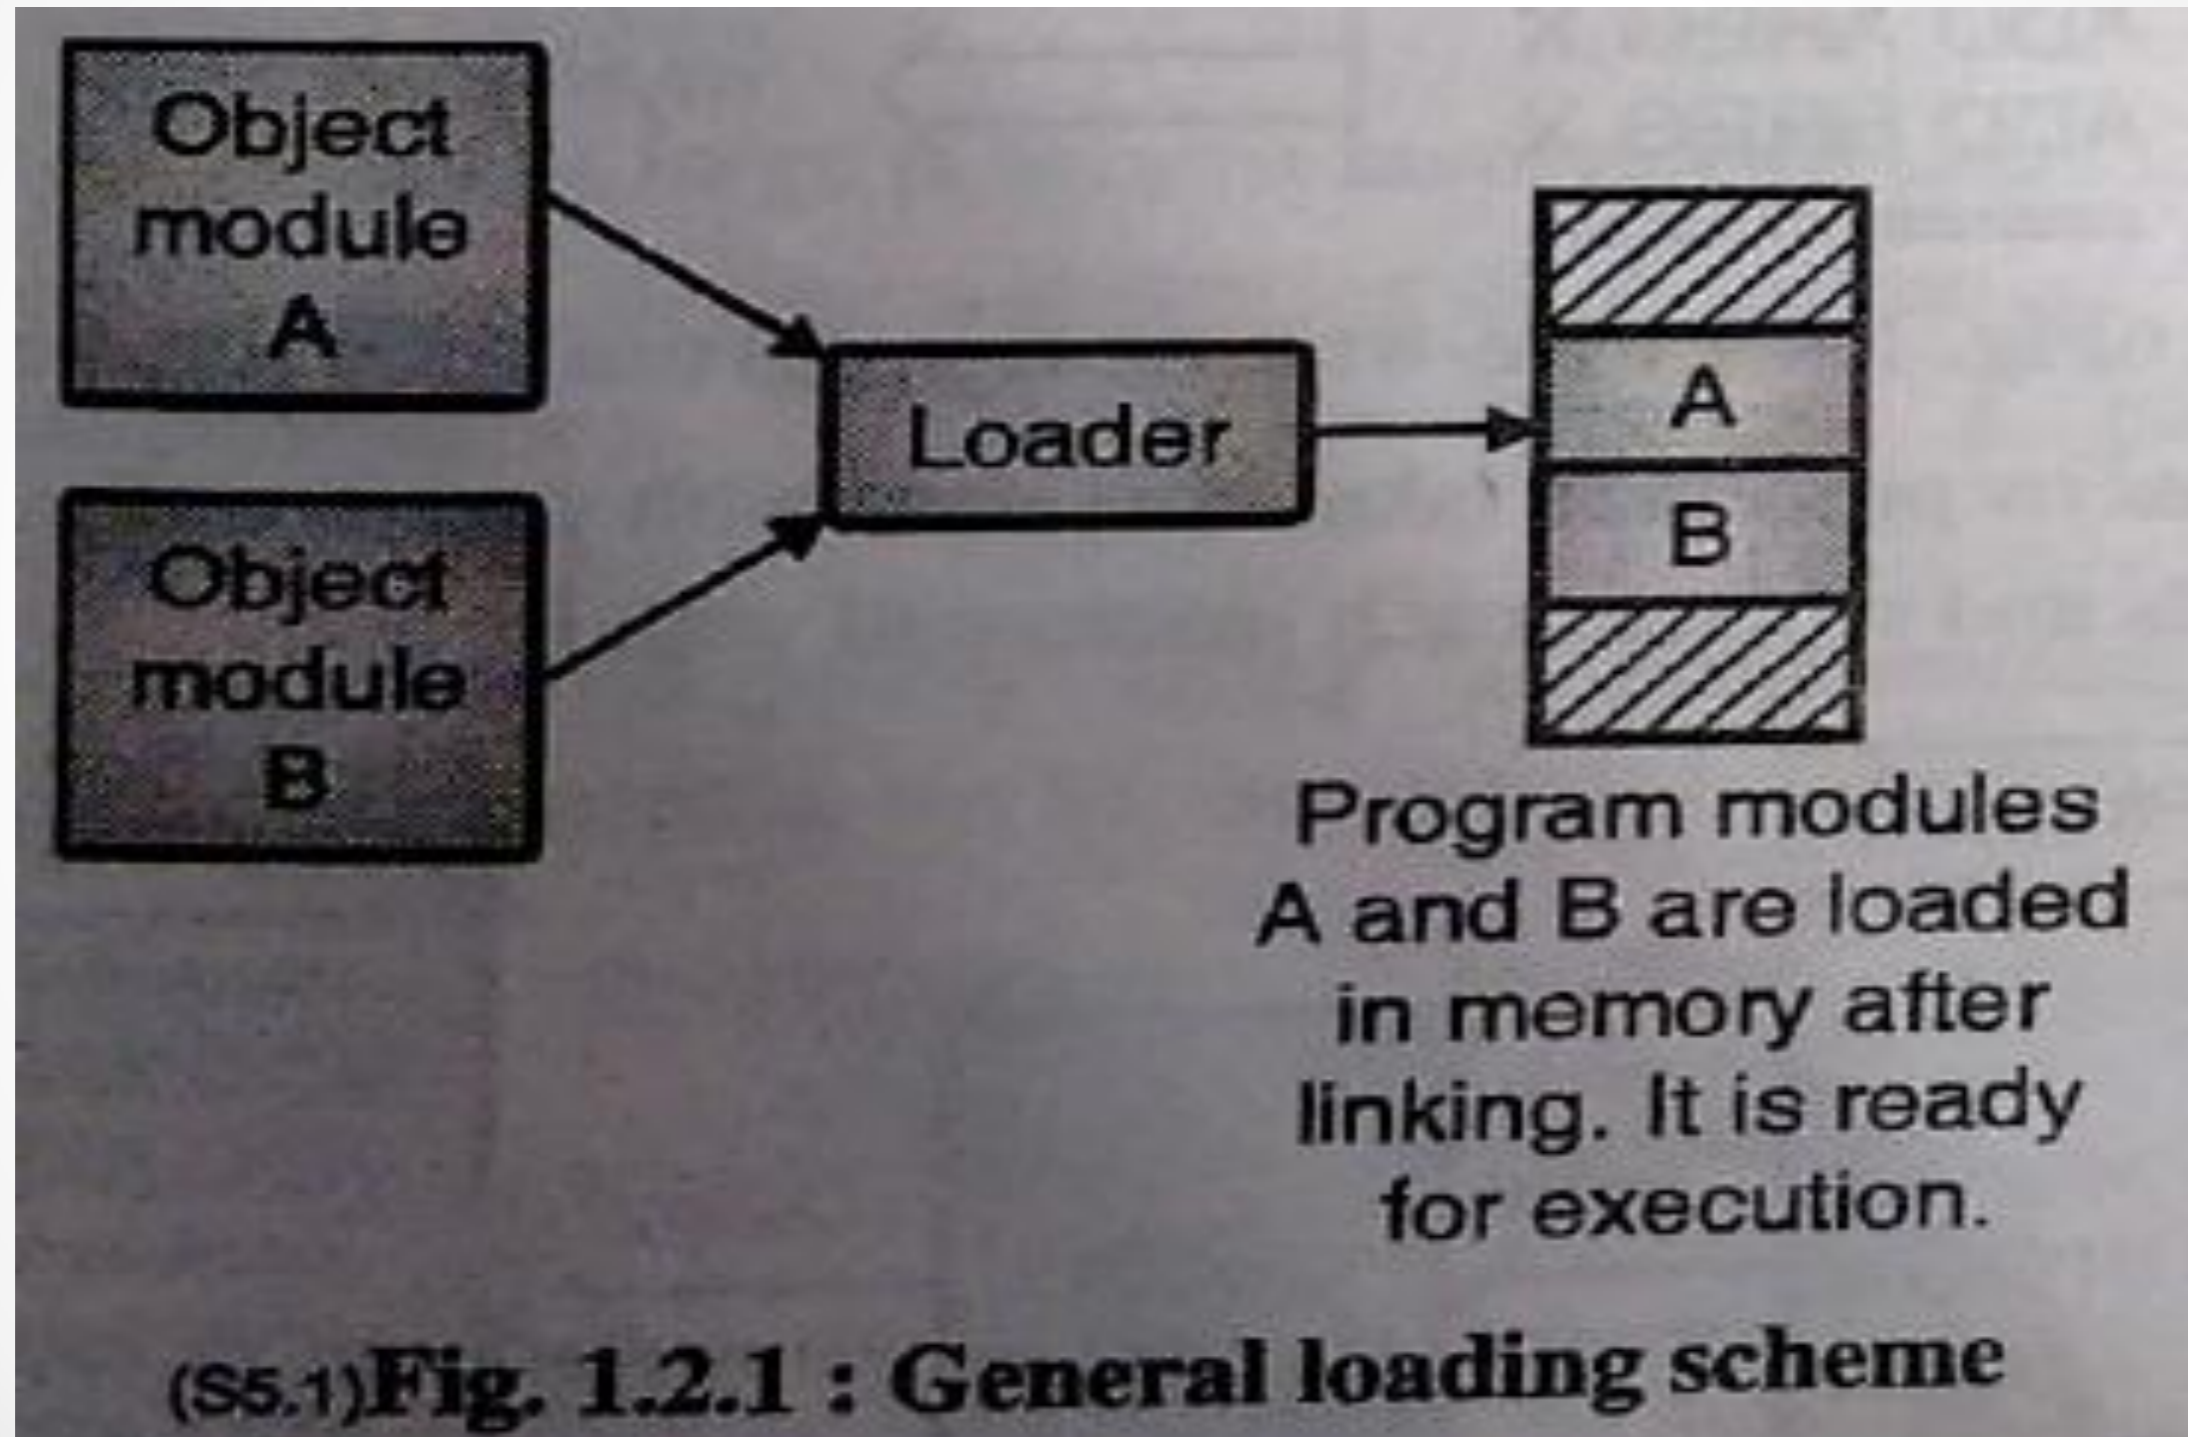 Object
module
A
Object
module
B
Loader
A
B
Program modules
A and B are loaded
in memory after
linking. It is ready
for execution.
(S5.1)Fig. 1.2.1 : General loading scheme